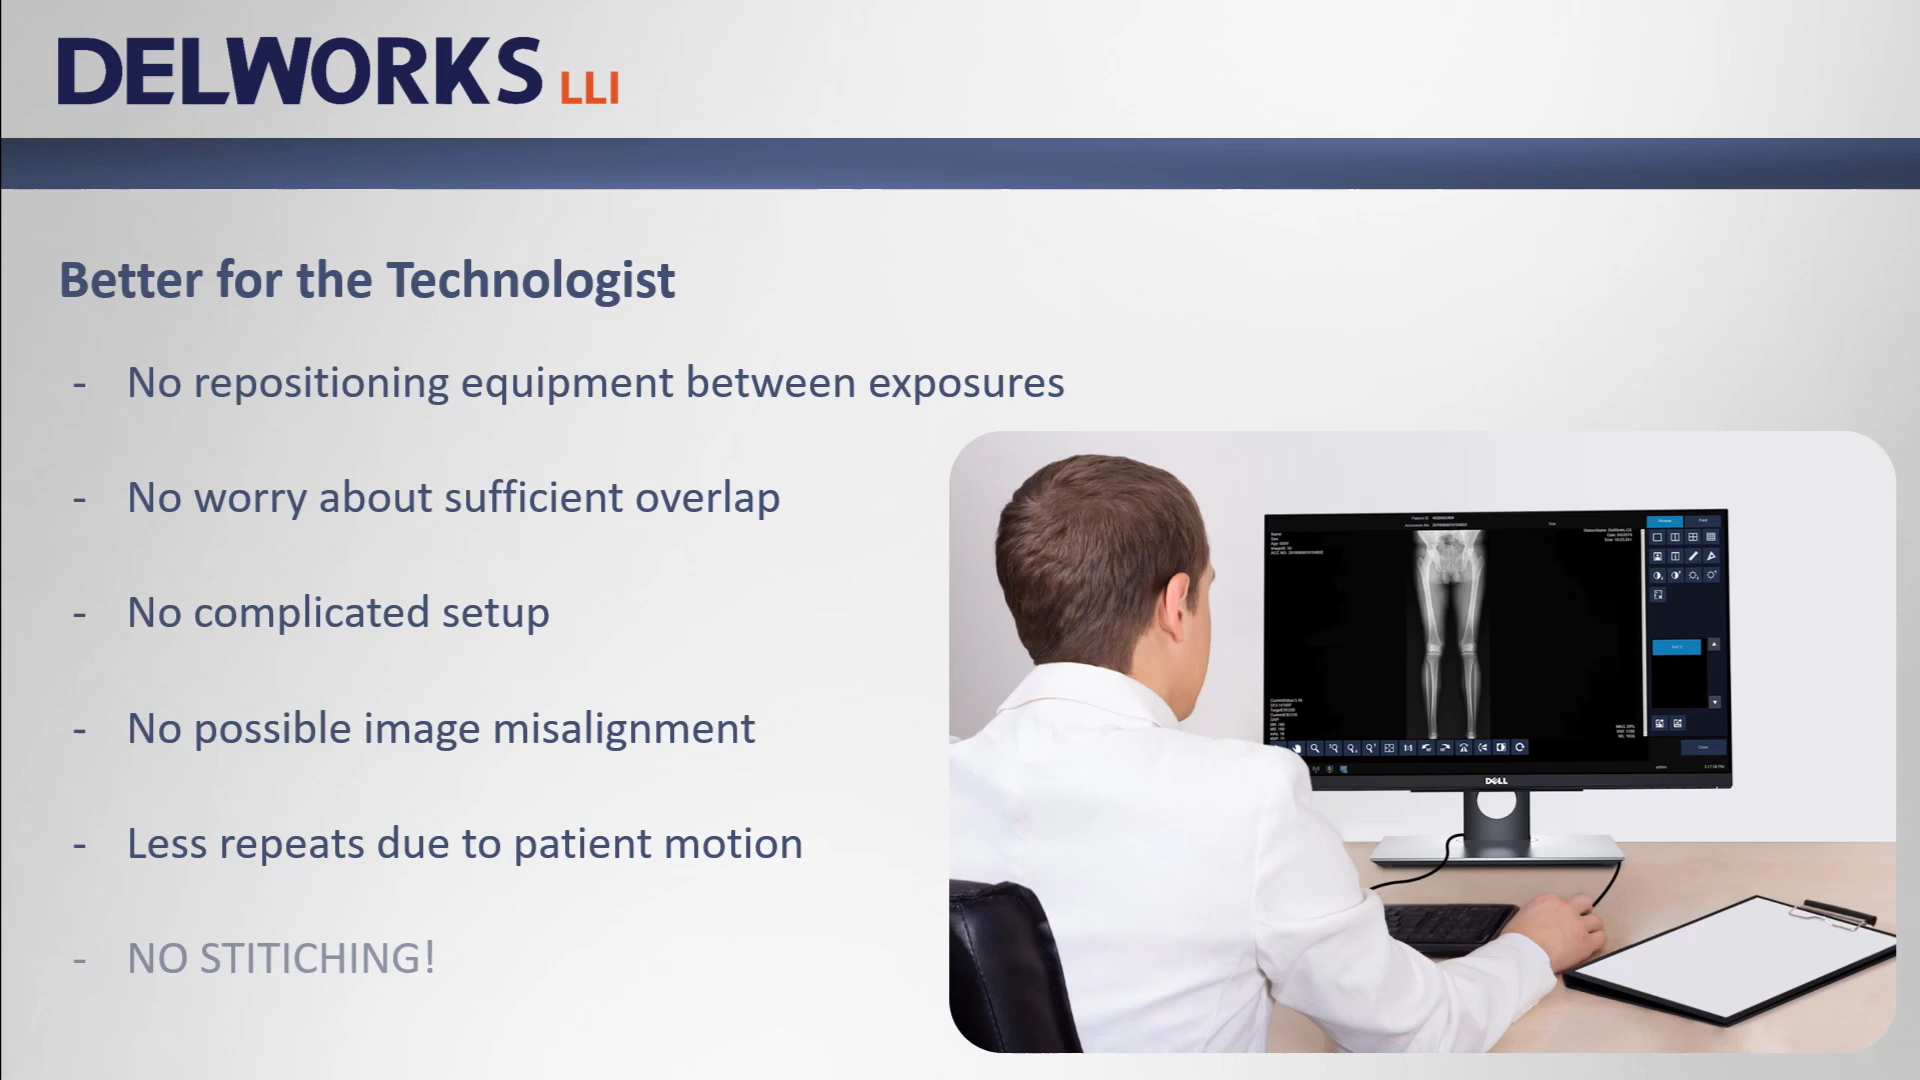 DELWORKS LLI
Better for the Technologist
- No repositioning equipment between exposures
- No worry about sufficient overlap
- No complicated setup
- No possible image misalignment
- Less repeats due to patient motion
- NO STITICHING!
DELL